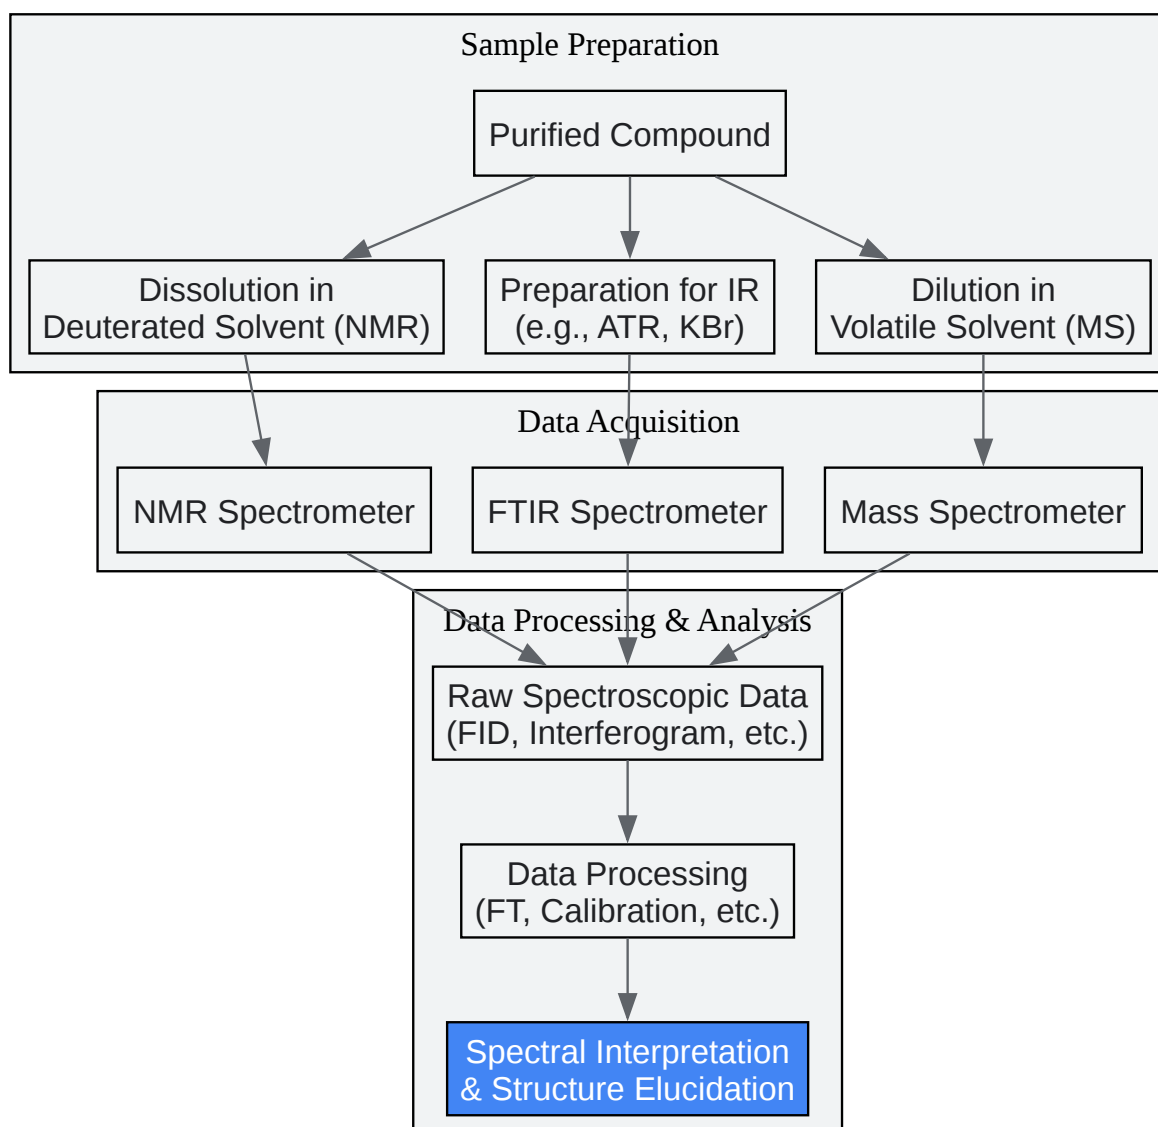 Sample Preparation
Purified Compound
Dissolution in
Deuterated Solvent (NMR)
Preparation for IR
(e.g., ATR, KBr)
Dilution in
Volatile Solvent (MS)
Data Acquisition
NMR Spectrometer
FTIR Spectrometer
Mass Spectrometer
Data Processing & Analysis
Raw Spectroscopic Data
(FID, Interferogram, etc.)
Data Processing
(FT, Calibration, etc.)
Spectral Interpretation
& Structure Elucidation